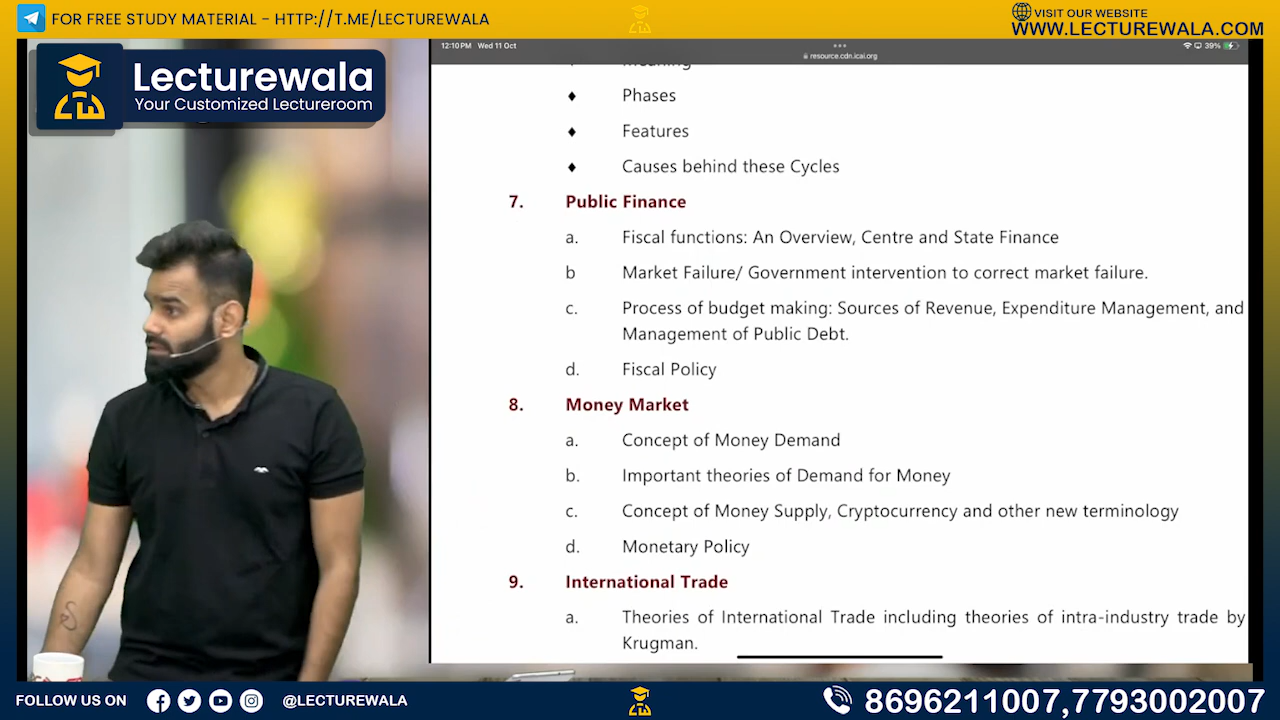 FOR FREE STUDY MATERIAL - HTTP://T.ME/LECTUREWALA
VISIT OUR WEBSITE
WWW.LECTUREWALA.COM
Lecturewala
Your Customized Lectureroom
12:10 PM Wed 11 Oct
resource.cdn.icai.org
39%
Meaning
♦ Phases
♦ Features
♦ Causes behind these Cycles
7. Public Finance
a. Fiscal functions: An Overview, Centre and State Finance
b Market Failure/ Government intervention to correct market failure.
c. Process of budget making: Sources of Revenue, Expenditure Management, and
Management of Public Debt.
d. Fiscal Policy
8. Money Market
a. Concept of Money Demand
b. Important theories of Demand for Money
c. Concept of Money Supply, Cryptocurrency and other new terminology
d. Monetary Policy
9. International Trade
a. Theories of International Trade including theories of intra-industry trade by
Krugman.
FOLLOW US ON
@LECTUREWALA
8696211007,7793002007